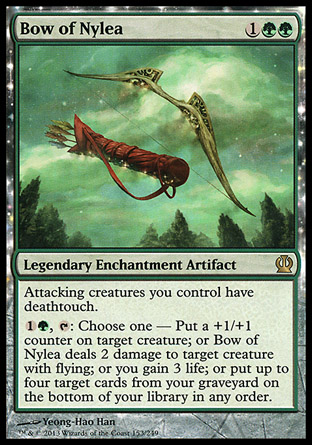 Bow of Nylea 1
Legendary Enchantment Artifact
Attacking creatures you control have
deathtouch.
1 , : Choose one — Put a +1/+1
counter on target creature; or Bow of
Nylea deals 2 damage to target creature
with flying; or you gain 3 life; or put up to
four target cards from your graveyard on
the bottom of your library in any order.
Yeong-Hao Han
™ & © 2013 Wizards of the Coast 153/249